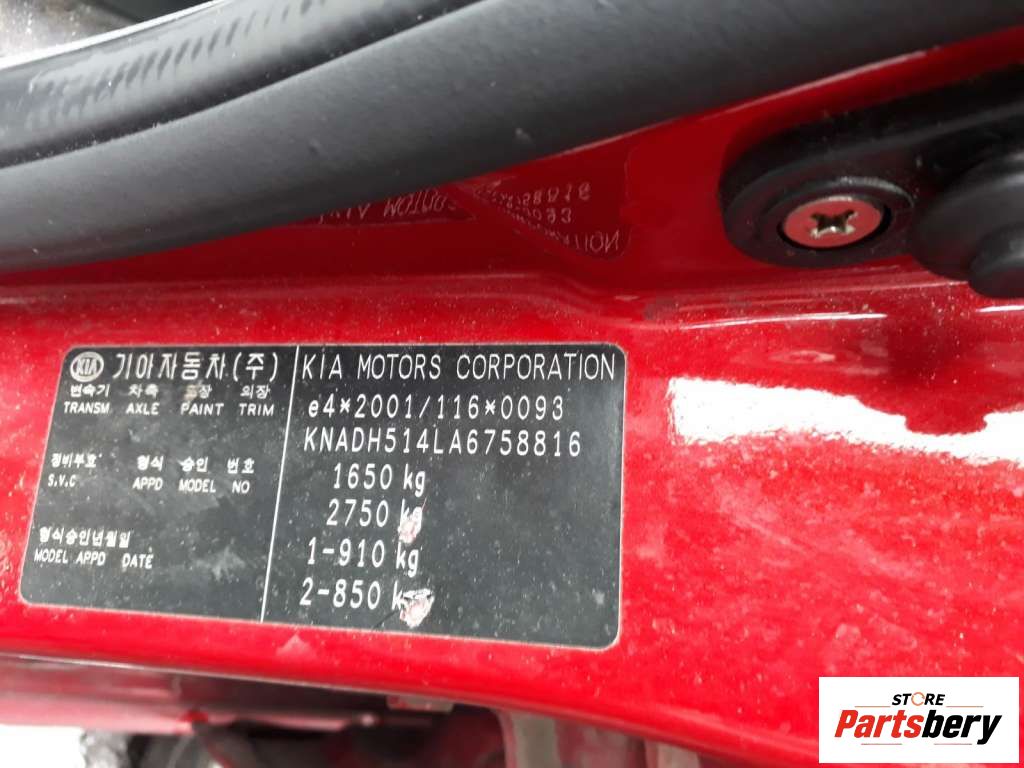 KIA 기아자동차.(주)
변속기 차축 도장 외장
TRANSM AXLE PAINT TRIM
정비부호 형식 승인 번호
S.V.C APPD MODEL NO
형식승인년월일
MODEL APPD DATE
KIA MOTORS CORPORATION
e4*2001/116*0093
KNADH514LA6758816
1650 kg
2750 kg
1-910 kg
2-850
STORE
Partsbery